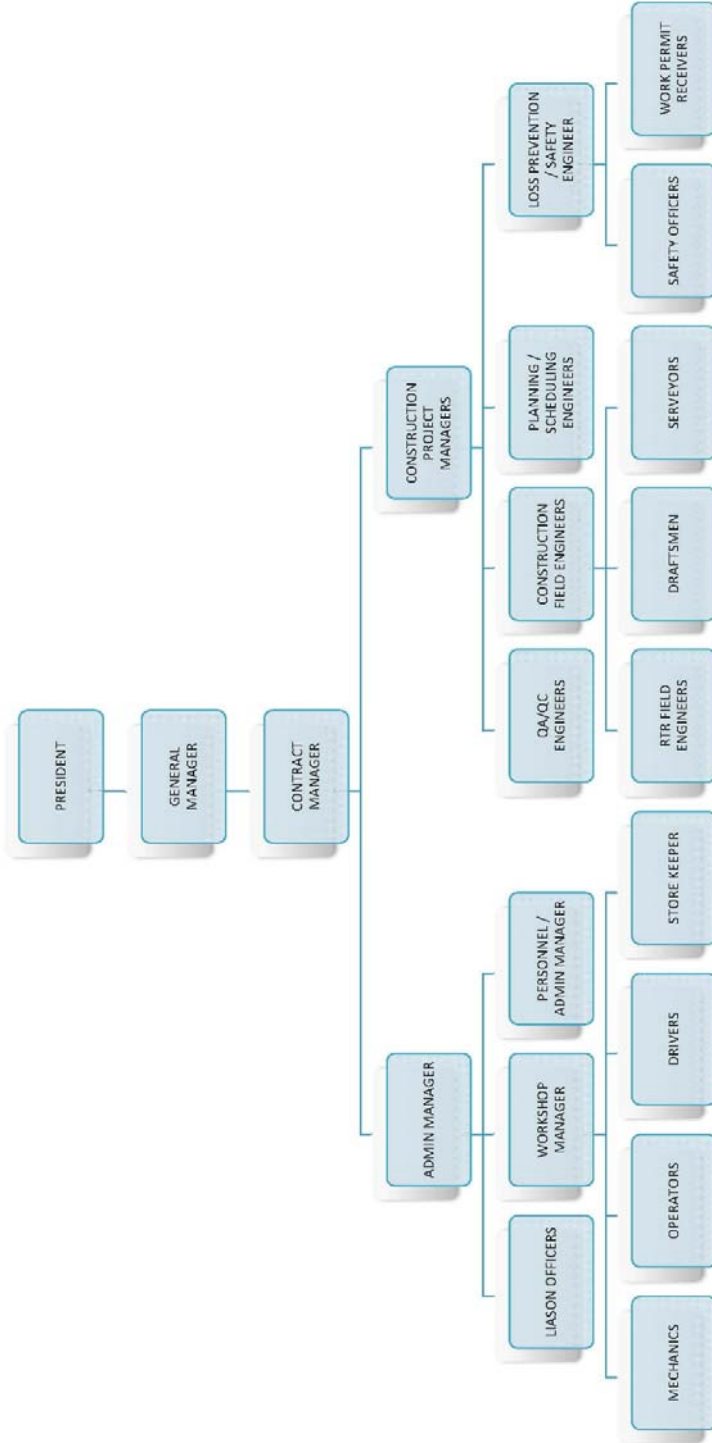 PRESIDENT
GENERAL
MANAGER
CONTRACT
MANAGER
ADMIN MANAGER
CONSTRUCTION
PROJECT
MANAGERS
LIASON OFFICERS
WORKSHOP
MANAGER
PERSONNEL /
ADMIN MANAGER
QA/QC
ENGINEERS
CONSTRUCTION
FIELD ENGINEERS
PLANNING /
SCHEDULING
ENGINEERS
LOSS PREVENTION
/ SAFETY
ENGINEER
MECHANICS
OPERATORS
DRIVERS
STORE KEEPER
RTR FIELD
ENGINEERS
DRAFTSMEN
SERVEYORS
SAFETY OFFICERS
WORK PERMIT
RECEIVERS